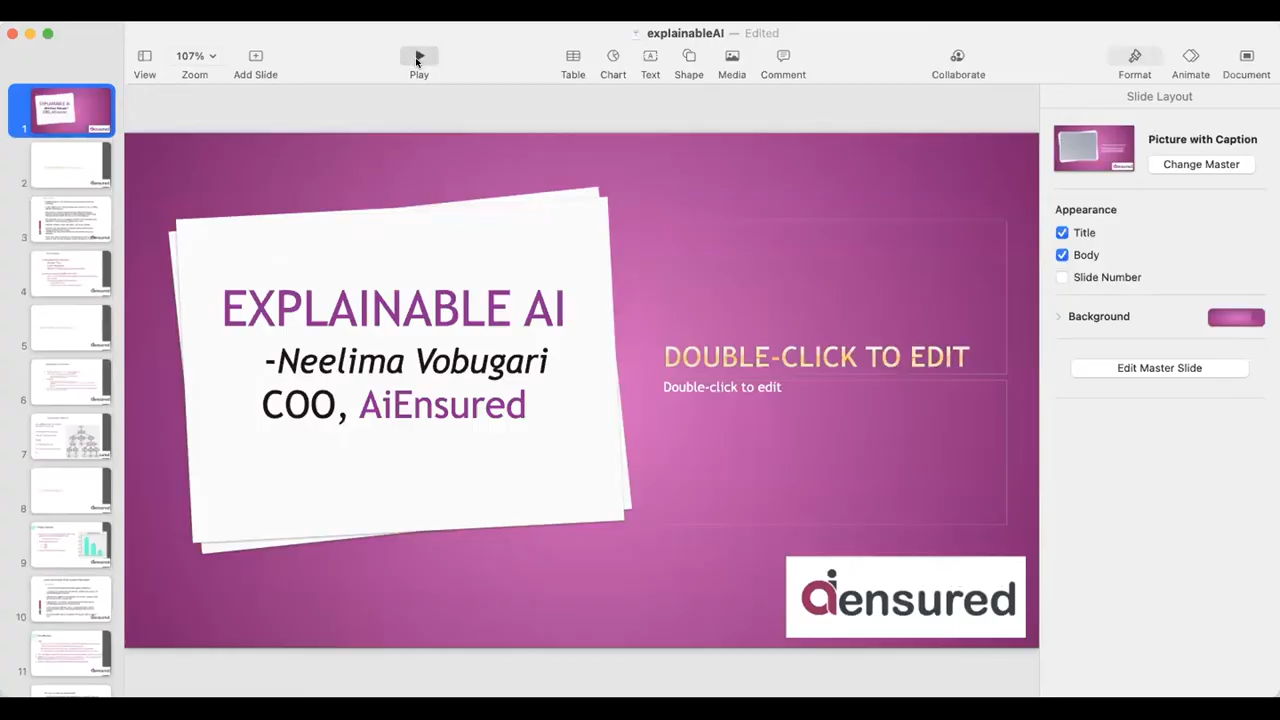 explainableAI — Edited
View
107%
Zoom
Add Slide
Play
Table
Chart
Text
Shape
Media
Comment
Collaborate
Format
Animate
Document
1
2
3
4
5
6
7
8
9
10
11
EXPLAINABLE AI
-Neelima Vobugari
COO, AiEnsured
DOUBLE-CLICK TO EDIT
Double-click to edit
aiensured
Slide Layout
Picture with Caption
Change Master
Appearance
Title
Body
Slide Number
Background
Edit Master Slide